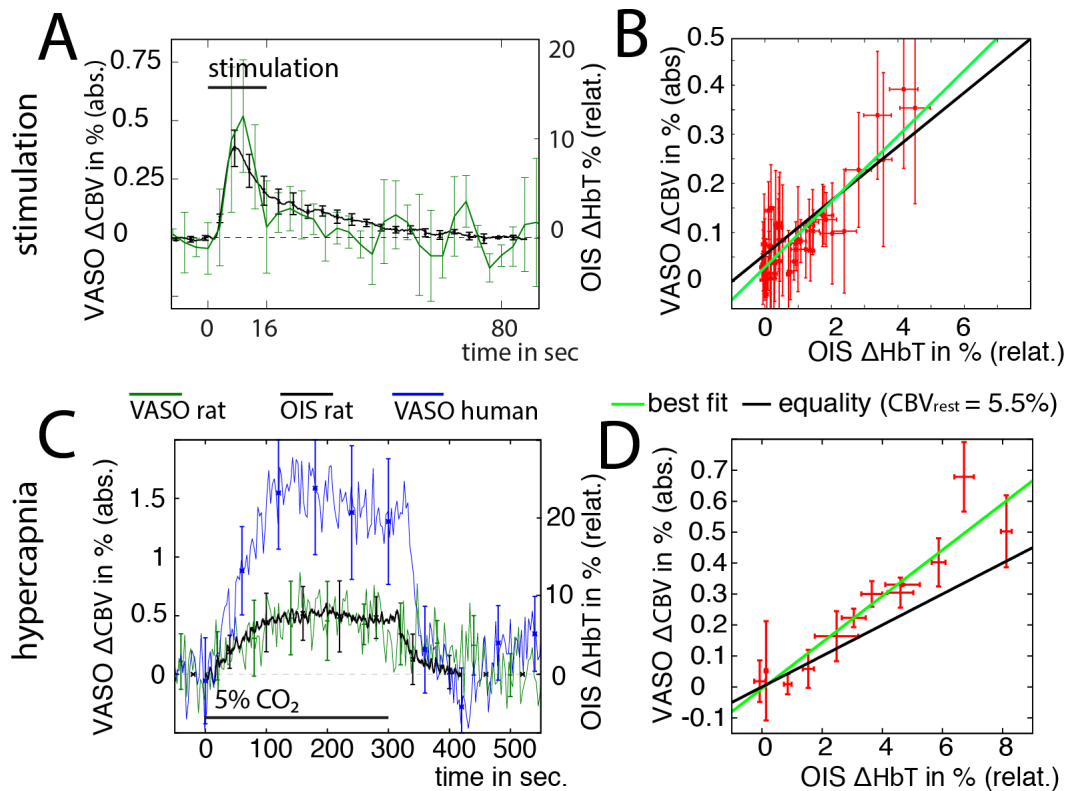 A
stimulation
VASO ΔCBV in % (abs.)
0.75
0.5
0.25
0
stimulation
20
10
0
OIS ΔHbT % (relat.)
0
16
80
time in sec
B
VASO ΔCBV in % (abs)
0.5
0.4
0.3
0.2
0.1
0
0
2
4
6
OIS ΔHbT in % (relat.)
VASO rat
OIS rat
VASO human
best fit
equality (CBVrest = 5.5%)
C
hypercapnia
VASO ΔCBV in % (abs.)
1.5
1
0.5
0
5% CO₂
20
10
0
OIS ΔHbT in % (relat.)
0
100
200
300
400
500
time in sec.
D
VASO ΔCBV in % (abs.)
0.7
0.6
0.5
0.4
0.3
0.2
0.1
0
-0.1
0
2
4
6
8
OIS ΔHbT in % (relat.)